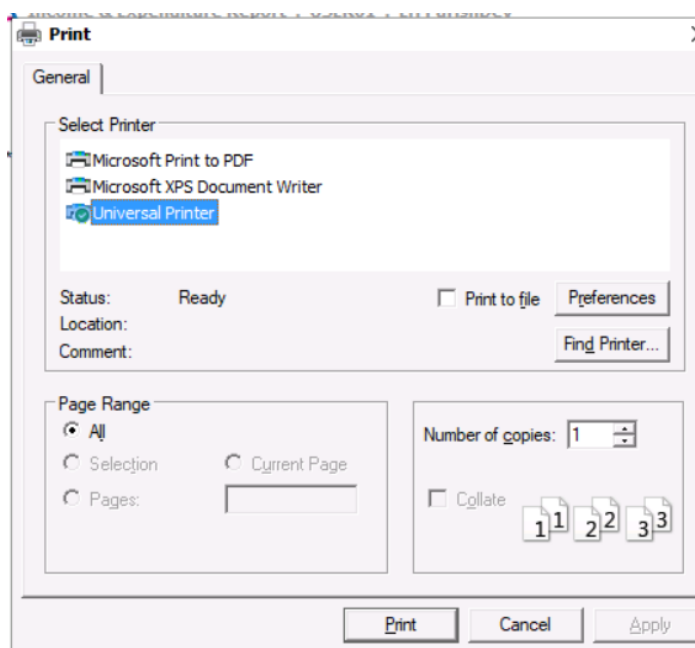 Print
General
Select Printer
Microsoft Print to PDF
Microsoft XPS Document Writer
Universal Printer
Status: Ready
Print to file
Preferences
Location:
Comment:
Find Printer...
Page Range
All
Selection
Current Page
Pages:
Number of copies: 1
Collate
1 1 2 2 3 3
Print
Cancel
Apply